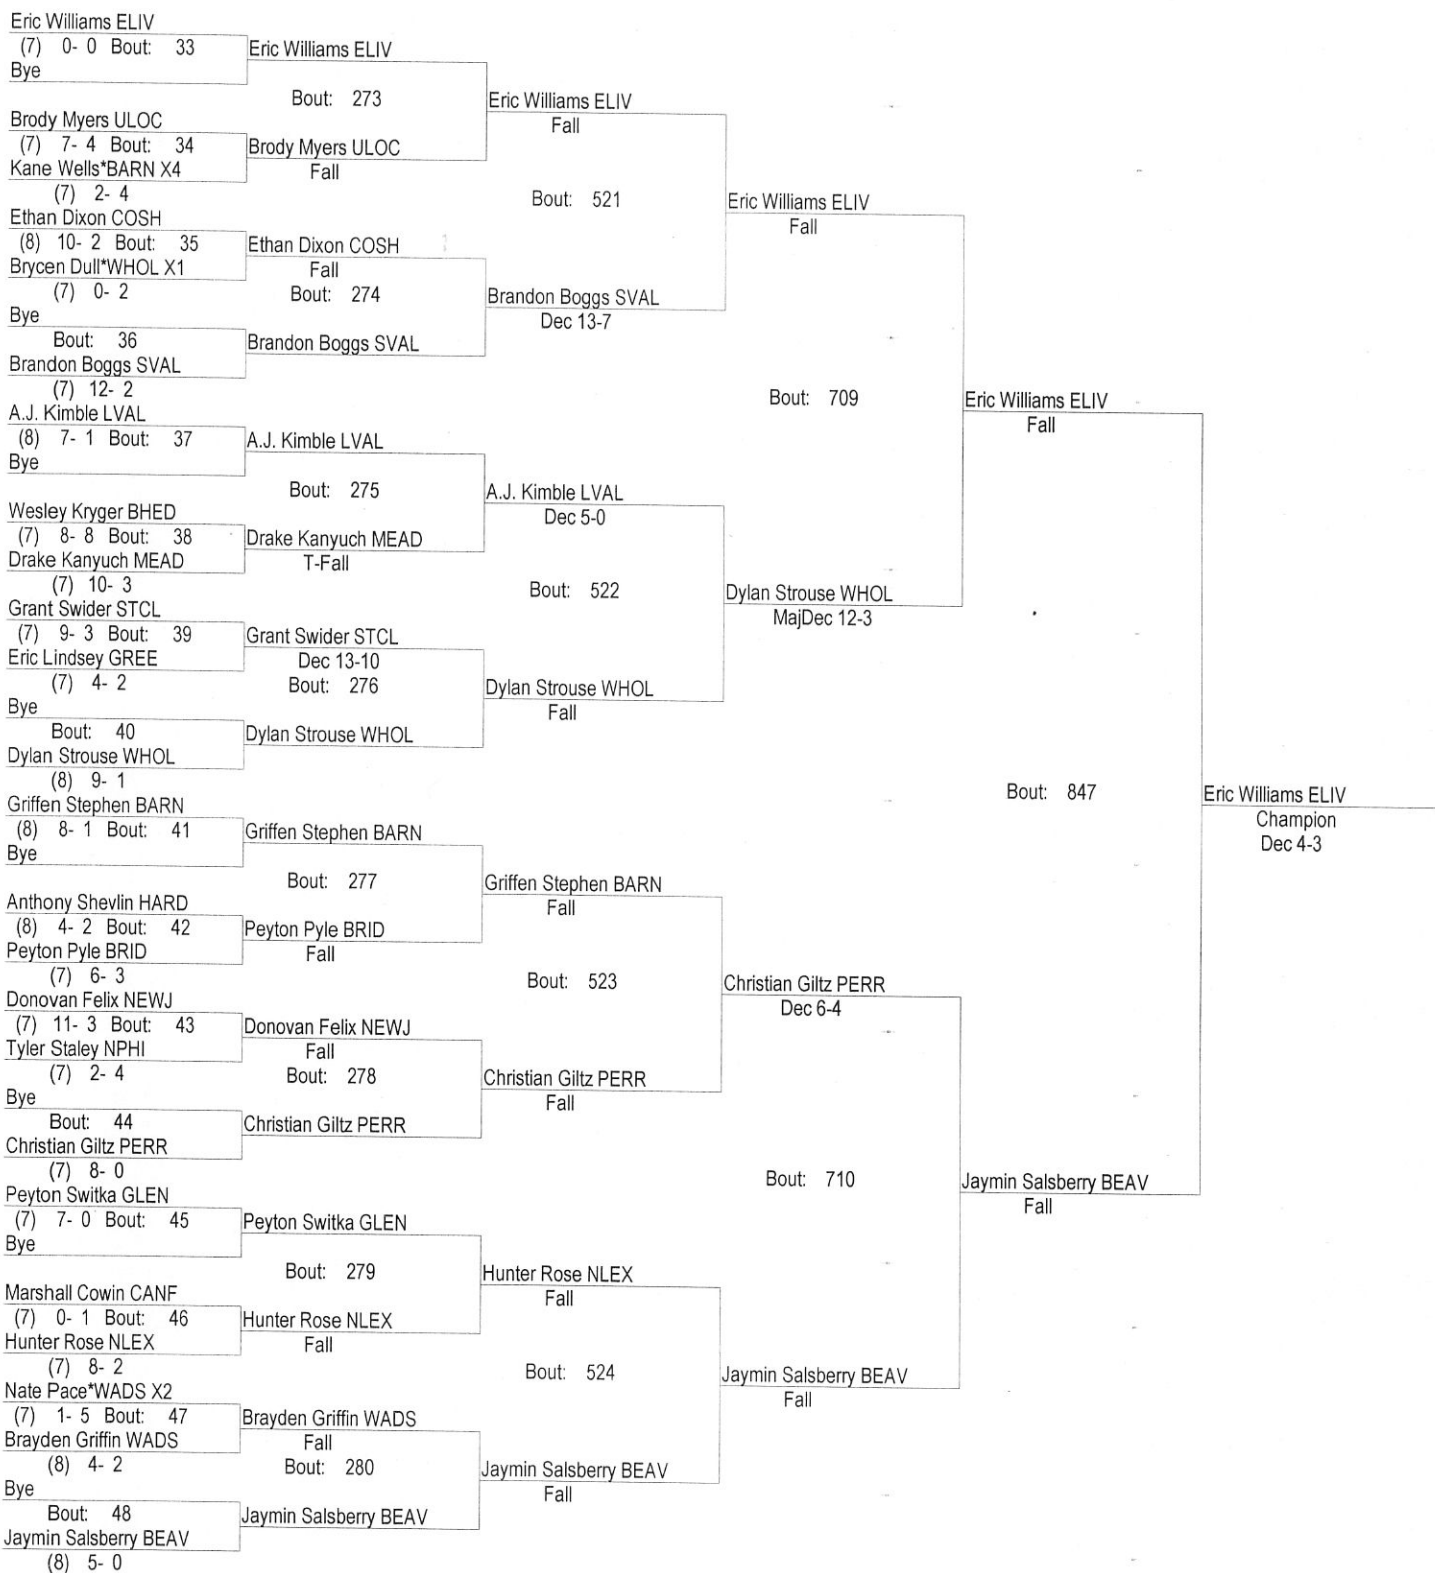 Eric Williams ELIV
(7) 0- 0 Bout: 33
Bye
Brody Myers ULOC
(7) 7- 4 Bout: 34
Kane Wells*BARN X4
(7) 2- 4
Ethan Dixon COSH
(8) 10- 2 Bout: 35
Brycen Dull*WHOL X1
(7) 0- 2
Bye
Bout: 36
Brandon Boggs SVAL
(7) 12- 2
A.J. Kimble LVAL
(8) 7- 1 Bout: 37
Bye
Wesley Kryger BHED
(7) 8- 8 Bout: 38
Drake Kanyuch MEAD
(7) 10- 3
Grant Swider STCL
(7) 9- 3 Bout: 39
Eric Lindsey GREE
(7) 4- 2
Bye
Bout: 40
Dylan Strouse WHOL
(8) 9- 1
Griffen Stephen BARN
(8) 8- 1 Bout: 41
Bye
Anthony Shevlin HARD
(8) 4- 2 Bout: 42
Peyton Pyle BRID
(7) 6- 3
Donovan Felix NEWJ
(7) 11- 3 Bout: 43
Tyler Staley NPHI
(7) 2- 4
Bye
Bout: 44
Christian Giltz PERR
(7) 8- 0
Peyton Switka GLEN
(7) 7- 0 Bout: 45
Bye
Marshall Cowin CANF
(7) 0- 1 Bout: 46
Hunter Rose NLEX
(7) 8- 2
Nate Pace*WADS X2
(7) 1- 5 Bout: 47
Brayden Griffin WADS
(8) 4- 2
Bye
Bout: 48
Jaymin Salsberry BEAV
(8) 5- 0
Eric Williams ELIV
Bout: 273
Brody Myers ULOC
Fall
Ethan Dixon COSH
Fall
Bout: 274
Brandon Boggs SVAL
A.J. Kimble LVAL
Bout: 275
Drake Kanyuch MEAD
T-Fall
Grant Swider STCL
Dec 13-10
Bout: 276
Dylan Strouse WHOL
Griffen Stephen BARN
Bout: 277
Peyton Pyle BRID
Fall
Donovan Felix NEWJ
Fall
Bout: 278
Christian Giltz PERR
Peyton Switka GLEN
Bout: 279
Hunter Rose NLEX
Fall
Brayden Griffin WADS
Fall
Bout: 280
Jaymin Salsberry BEAV
Eric Williams ELIV
Fall
Bout: 521
Brandon Boggs SVAL
Dec 13-7
A.J. Kimble LVAL
Dec 5-0
Bout: 522
Dylan Strouse WHOL
Fall
Griffen Stephen BARN
Fall
Bout: 523
Christian Giltz PERR
Fall
Hunter Rose NLEX
Fall
Bout: 524
Jaymin Salsberry BEAV
Fall
Eric Williams ELIV
Fall
Bout: 709
Dylan Strouse WHOL
MajDec 12-3
Christian Giltz PERR
Dec 6-4
Bout: 710
Jaymin Salsberry BEAV
Fall
Eric Williams ELIV
Fall
Bout: 847
Jaymin Salsberry BEAV
Fall
Eric Williams ELIV
Champion
Dec 4-3